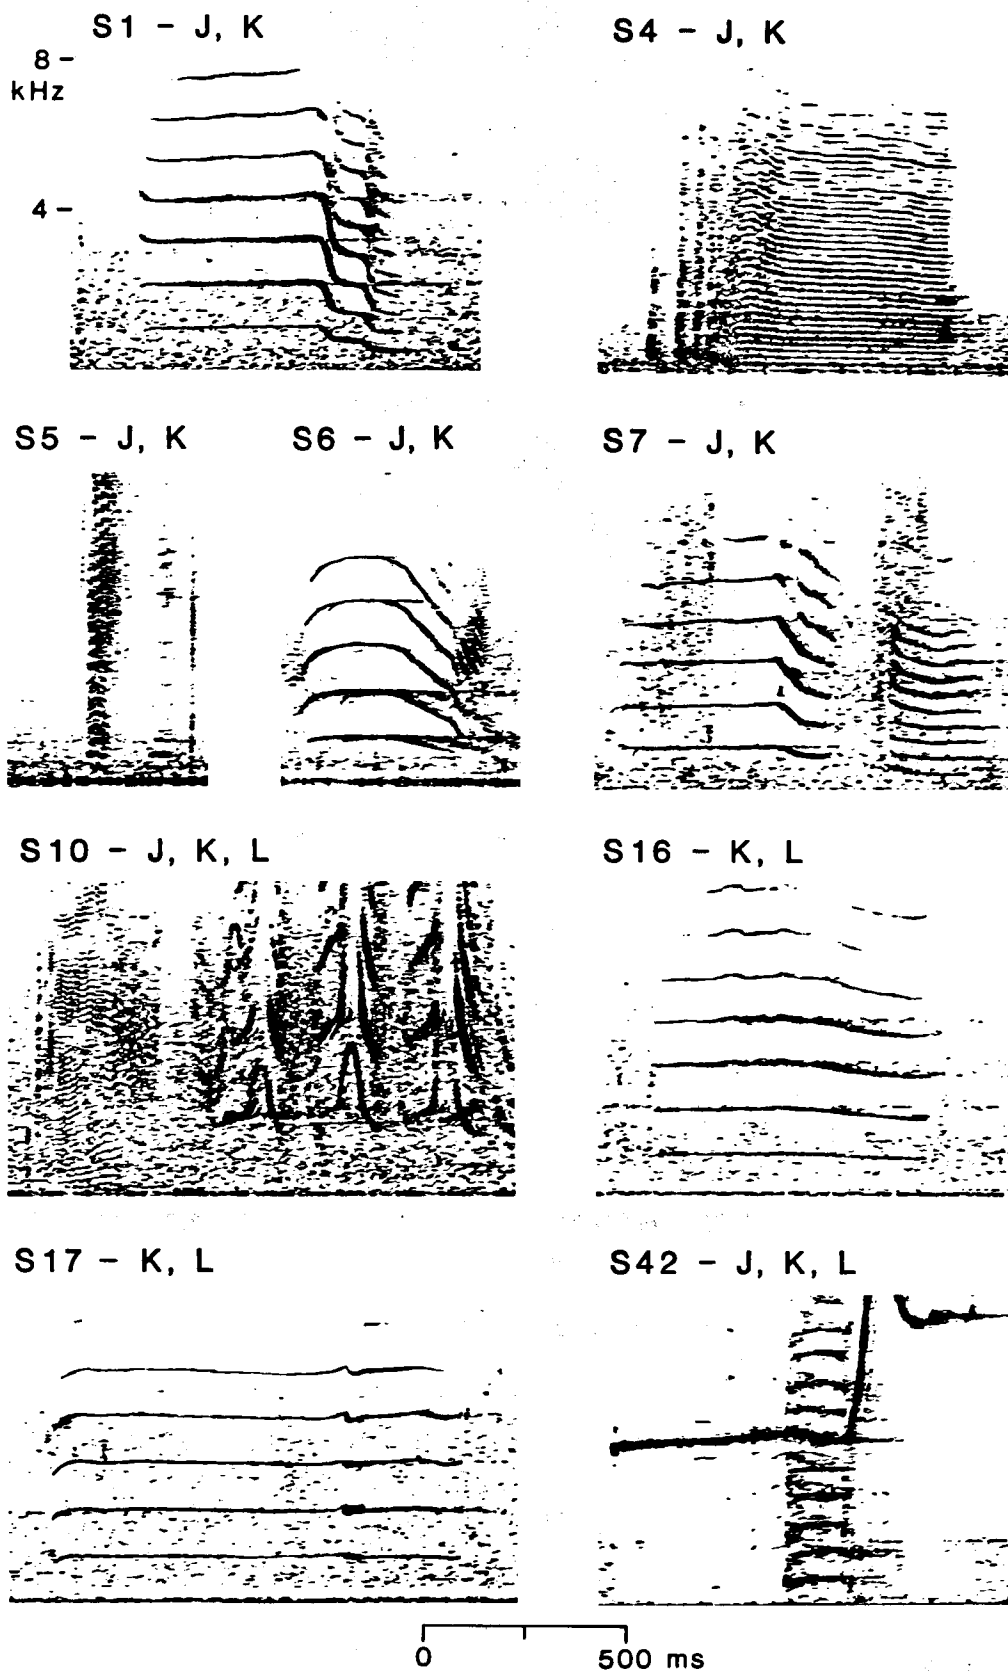 S1 - J, K
S4 - J, K
8 -
kHz
4 -
S5 - J, K
S6 - J, K
S7 - J, K
S10 - J, K, L
S16 - K, L
S17 - K, L
S42 - J, K, L
0
500 ms